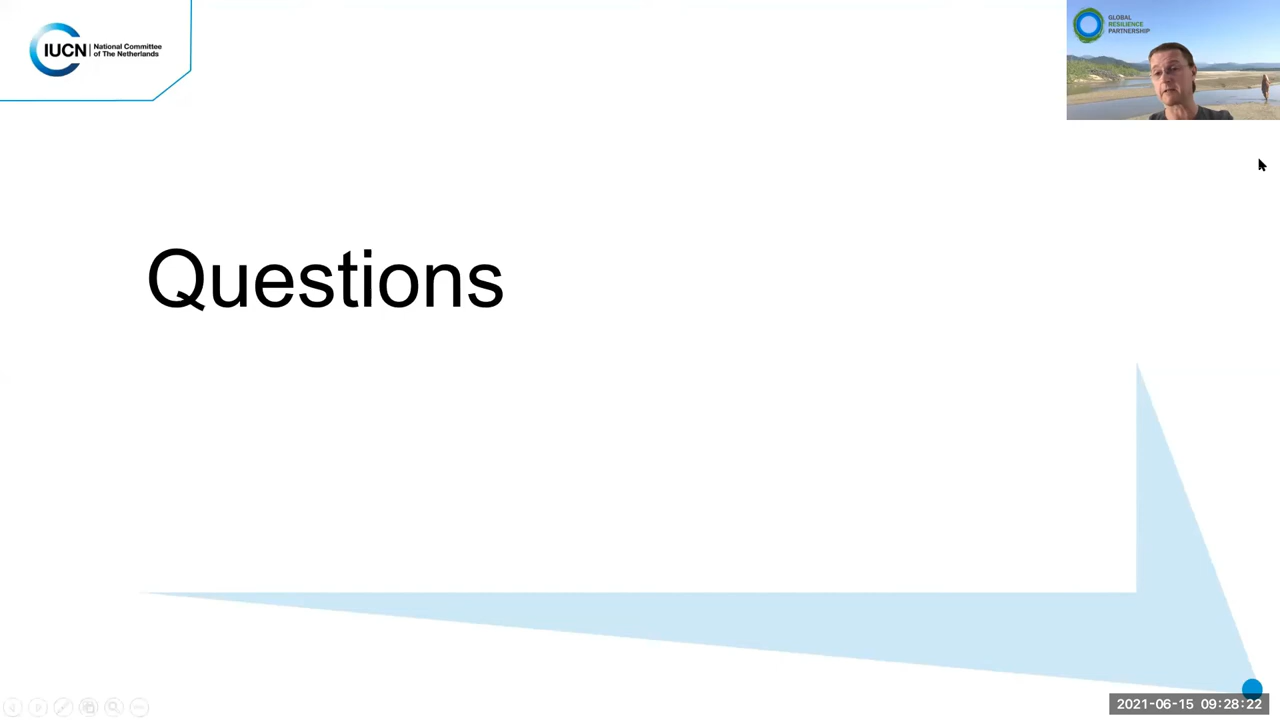 IUCN
National Committee
of The Netherlands
GLOBAL
RESILIENCE
PARTNERSHIP
Questions
2021-06-15 09:28:22